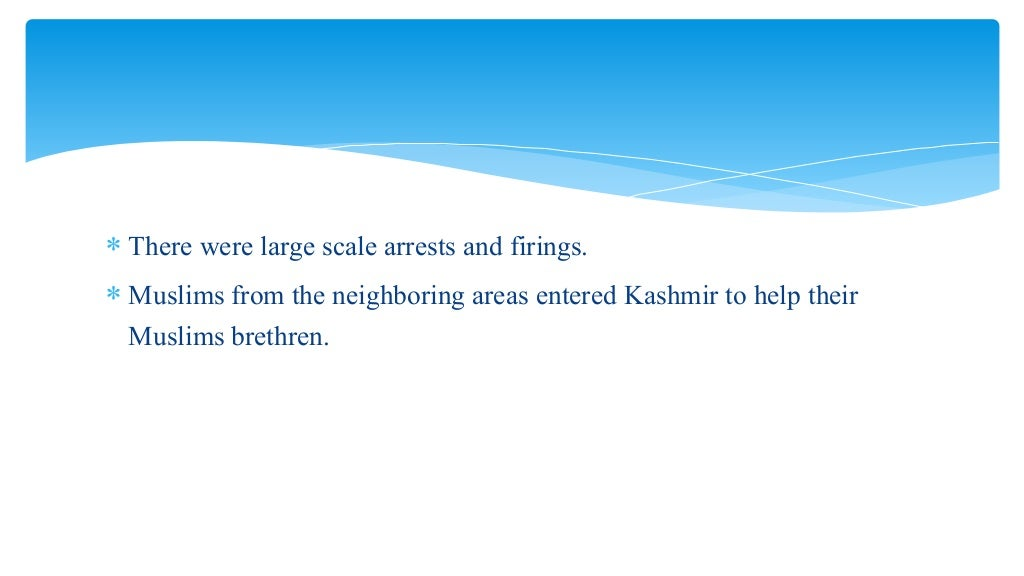 * There were large scale arrests and firings.
* Muslims from the neighboring areas entered Kashmir to help their
Muslims brethren.